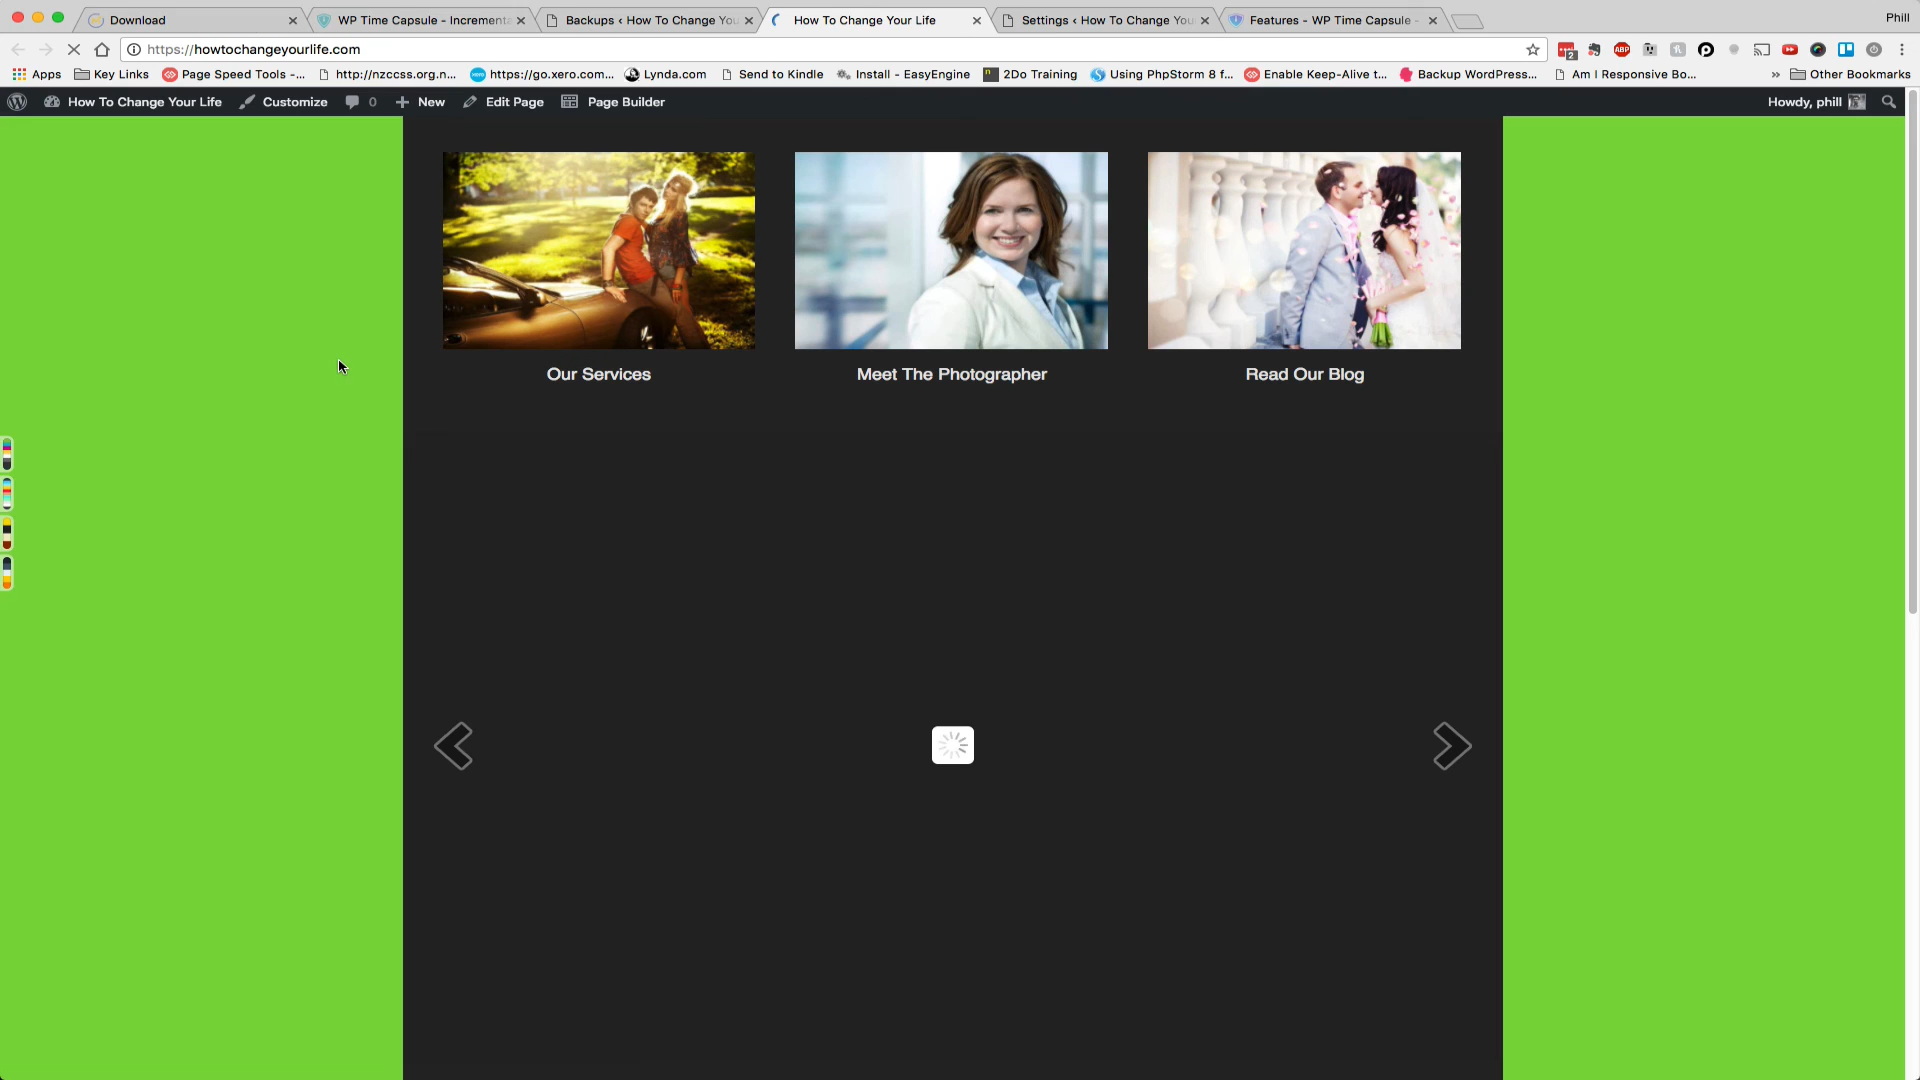 Download
WP Time Capsule - Incrementa
Backups ‹ How To Change You
How To Change Your Life
Settings ‹ How To Change You
Features - WP Time Capsule -
Phill
https://howtochangeyourlife.com
2
ABP
Apps
Key Links
Page Speed Tools -...
http://nzccss.org.n...
https://go.xero.com...
Lynda.com
Send to Kindle
Install - EasyEngine
2Do Training
Using PhpStorm 8 f...
Enable Keep-Alive t...
Backup WordPress...
Am I Responsive Bo...
»
Other Bookmarks
How To Change Your Life
Customize
0
New
Edit Page
Page Builder
Howdy, phill
Our Services
Meet The Photographer
Read Our Blog